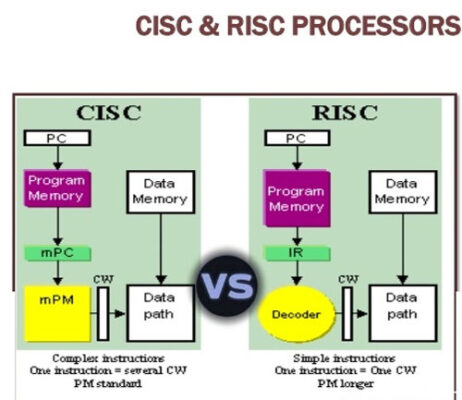 CISC & RISC PROCESSORS
CISC
PC
Program
Memory
Data
Memory
mPC
mPM
CW
Data
path
Complex instructions
One instruction = several CW
PM standard
VS
RISC
PC
Program
Memory
Data
Memory
IR
Decoder
CW
Data
path
Simple instructions
One instruction = One CW
PM longer